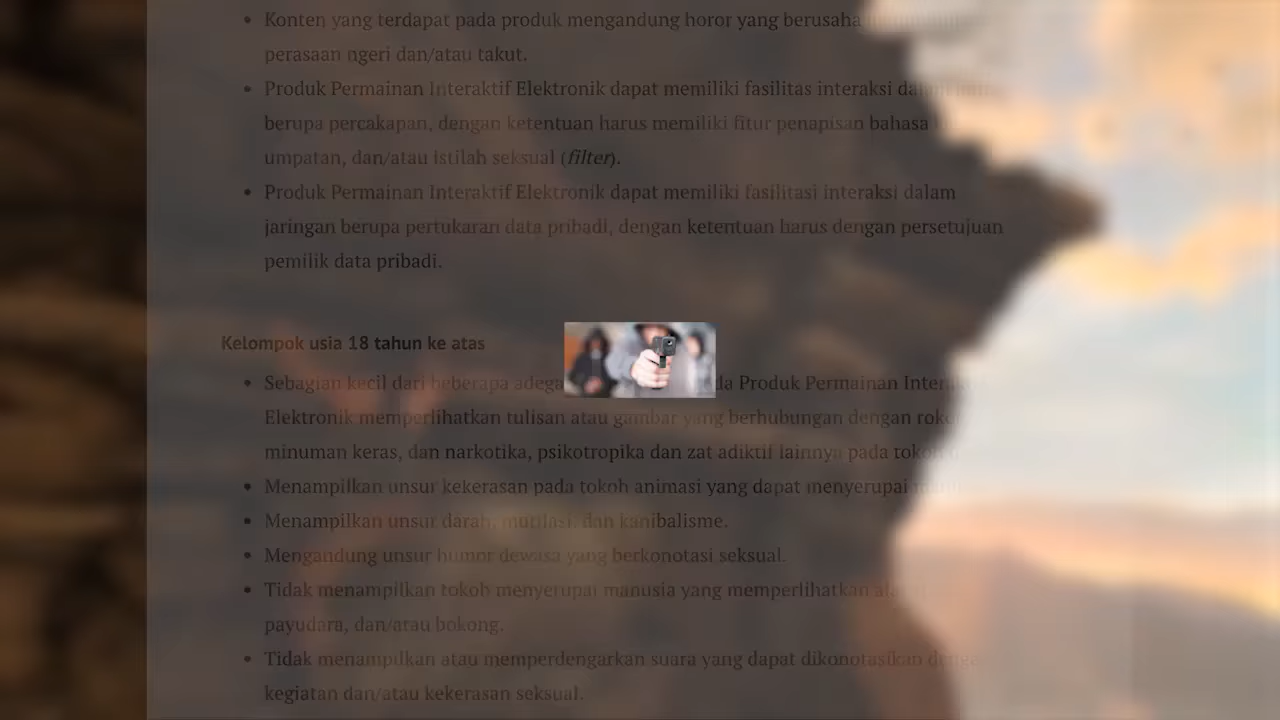 Konten yang terdapat pada produk mengandung horor yang berusaha
perasaan ngeri dan/atau takut.
Produk Permainan Interaktif Elektronik dapat memiliki fasilitas interaksi dalam
berupa percakapan, dengan ketentuan harus memiliki fitur penapisan bahasa
umpatan, dan/atau istilah seksual (filter).
Produk Permainan Interaktif Elektronik dapat memiliki fasilitasi interaksi dalam
jaringan berupa pertukaran data pribadi, dengan ketentuan harus dengan persetujuan
pemilik data pribadi.
Kelompok usia 18 tahun ke atas
Sebagian kecil dari beberapa Produk Permainan
Elektronik memperlihatkan tulisan atau gambar yang berhubungan dengan
minuman keras, dan narkotika, psikotropika dan zat adiktif lainnya pada
Menampilkan unsur kekerasan pada tokoh animasi yang dapat menyerupai
Menampilkan unsur darah, mutilasi, dan kanibalisme.
Mengandung unsur humor dewasa yang berkonotasi seksual.
Tidak menampilkan tokoh menyerupai manusia yang memperlihatkan
payudara, dan/atau bokong.
Tidak menampilkan atau memperdengarkan suara yang dapat dikonotasikan
kegiatan dan/atau kekerasan seksual.